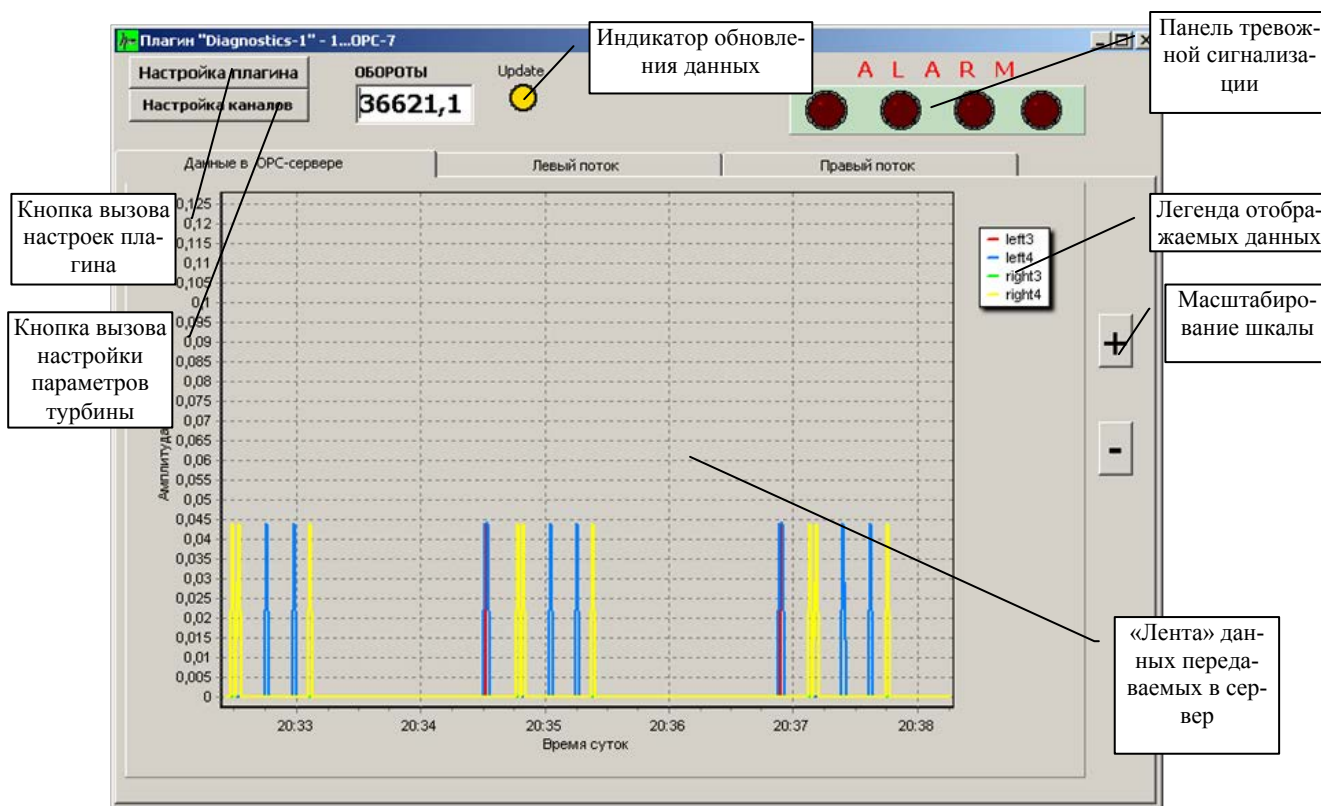 Плагин "Diagnostics-1" - 1...OPC-7
Настройка плагина
Настройка каналов
ОБОРОТЫ
36621,1
Update
Индикатор обновле-
ния данных
A L A R M
Панель тревож-
ной сигнализа-
ции
Данные в OPC-сервере
Левый поток
Правый поток
Кнопка вызова
настроек пла-
гина
Кнопка вызова
настройки
параметров
турбины
Амплитуда
0,125
0,12
0,115
0,11
0,105
0,1
0,095
0,09
0,085
0,08
0,075
0,07
0,065
0,06
0,055
0,05
0,045
0,04
0,035
0,03
0,025
0,02
0,015
0,01
0,005
0
20:33
20:34
20:35
20:36
20:37
20:38
Время суток
left3
left4
right3
right4
Легенда отобра-
жаемых данных
Масштабиро-
вание шкалы
+
-
«Лента» дан-
ных переда-
ваемых в сер-
вер